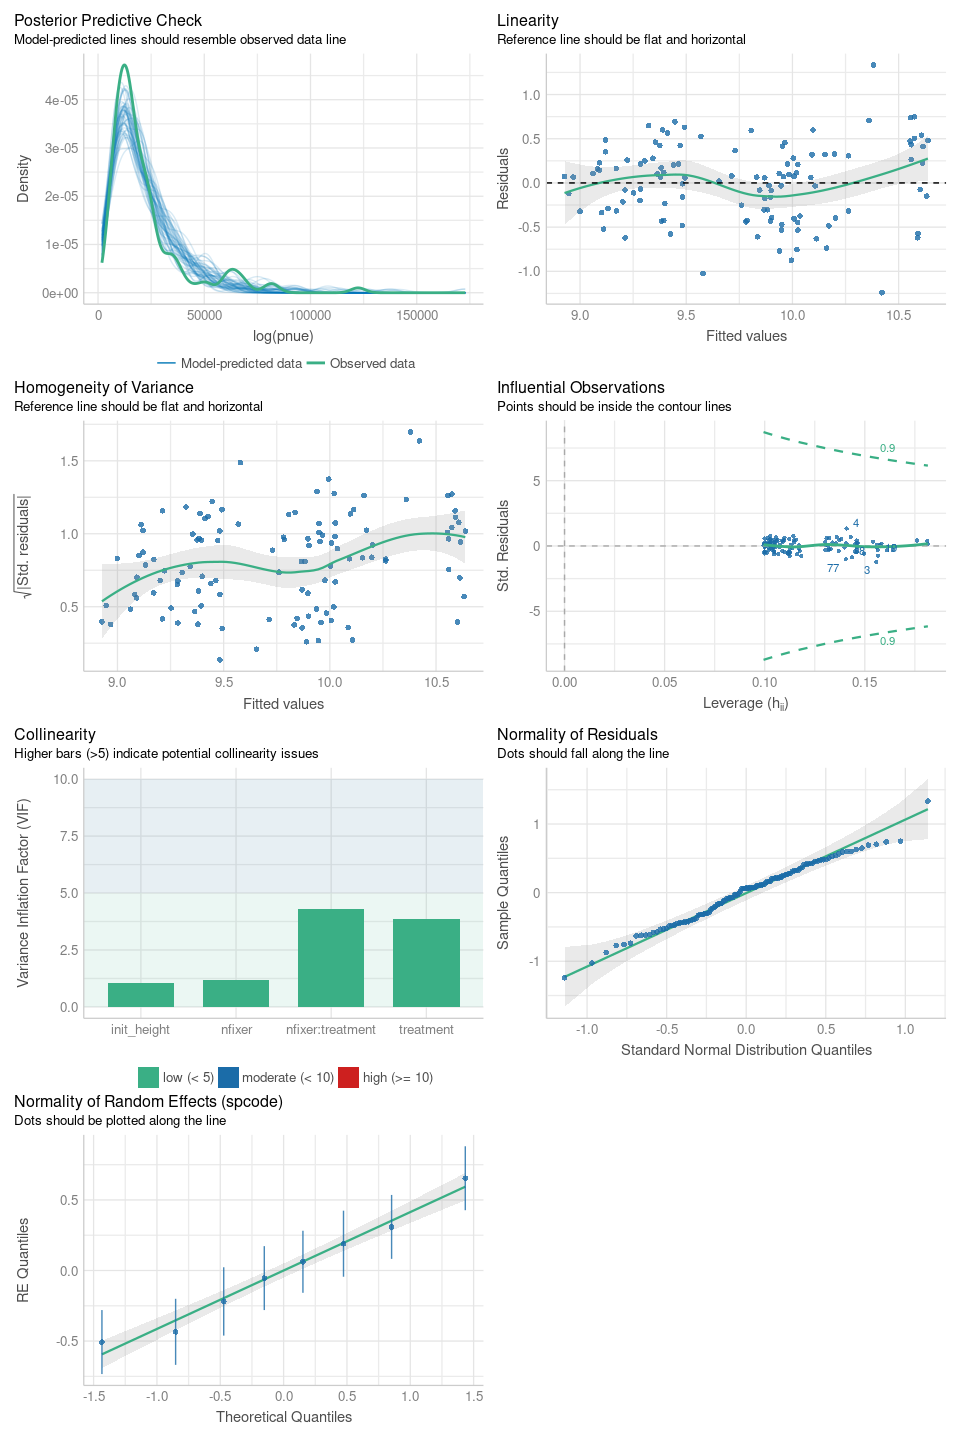 Posterior Predictive Check
Model-predicted lines should resemble observed data line
Density
4e-05
3e-05
2e-05
1e-05
0e+00
0
50000
100000
150000
log(pnue)
Model-predicted data
Observed data
Linearity
Reference line should be flat and horizontal
Residuals
1.0
0.5
0.0
-0.5
-1.0
9.0
9.5
10.0
10.5
Fitted values
Homogeneity of Variance
Reference line should be flat and horizontal
√|Std. residuals|
1.5
1.0
0.5
9.0
9.5
10.0
10.5
Fitted values
Influential Observations
Points should be inside the contour lines
Std. Residuals
5
0
-5
0.9
4
77
3
0.9
0.00
0.05
0.10
0.15
Leverage (hii)
Collinearity
Higher bars (>5) indicate potential collinearity issues
Variance Inflation Factor (VIF)
10.0
7.5
5.0
2.5
0.0
init_height
nfixer
nfixer:treatment
treatment
low (< 5)
moderate (< 10)
high (>= 10)
Normality of Residuals
Dots should fall along the line
Sample Quantiles
1
0
-1
-1.0
-0.5
0.0
0.5
1.0
Standard Normal Distribution Quantiles
Normality of Random Effects (spcode)
Dots should be plotted along the line
RE Quantiles
0.5
0.0
-0.5
-1.5
-1.0
-0.5
0.0
0.5
1.0
1.5
Theoretical Quantiles